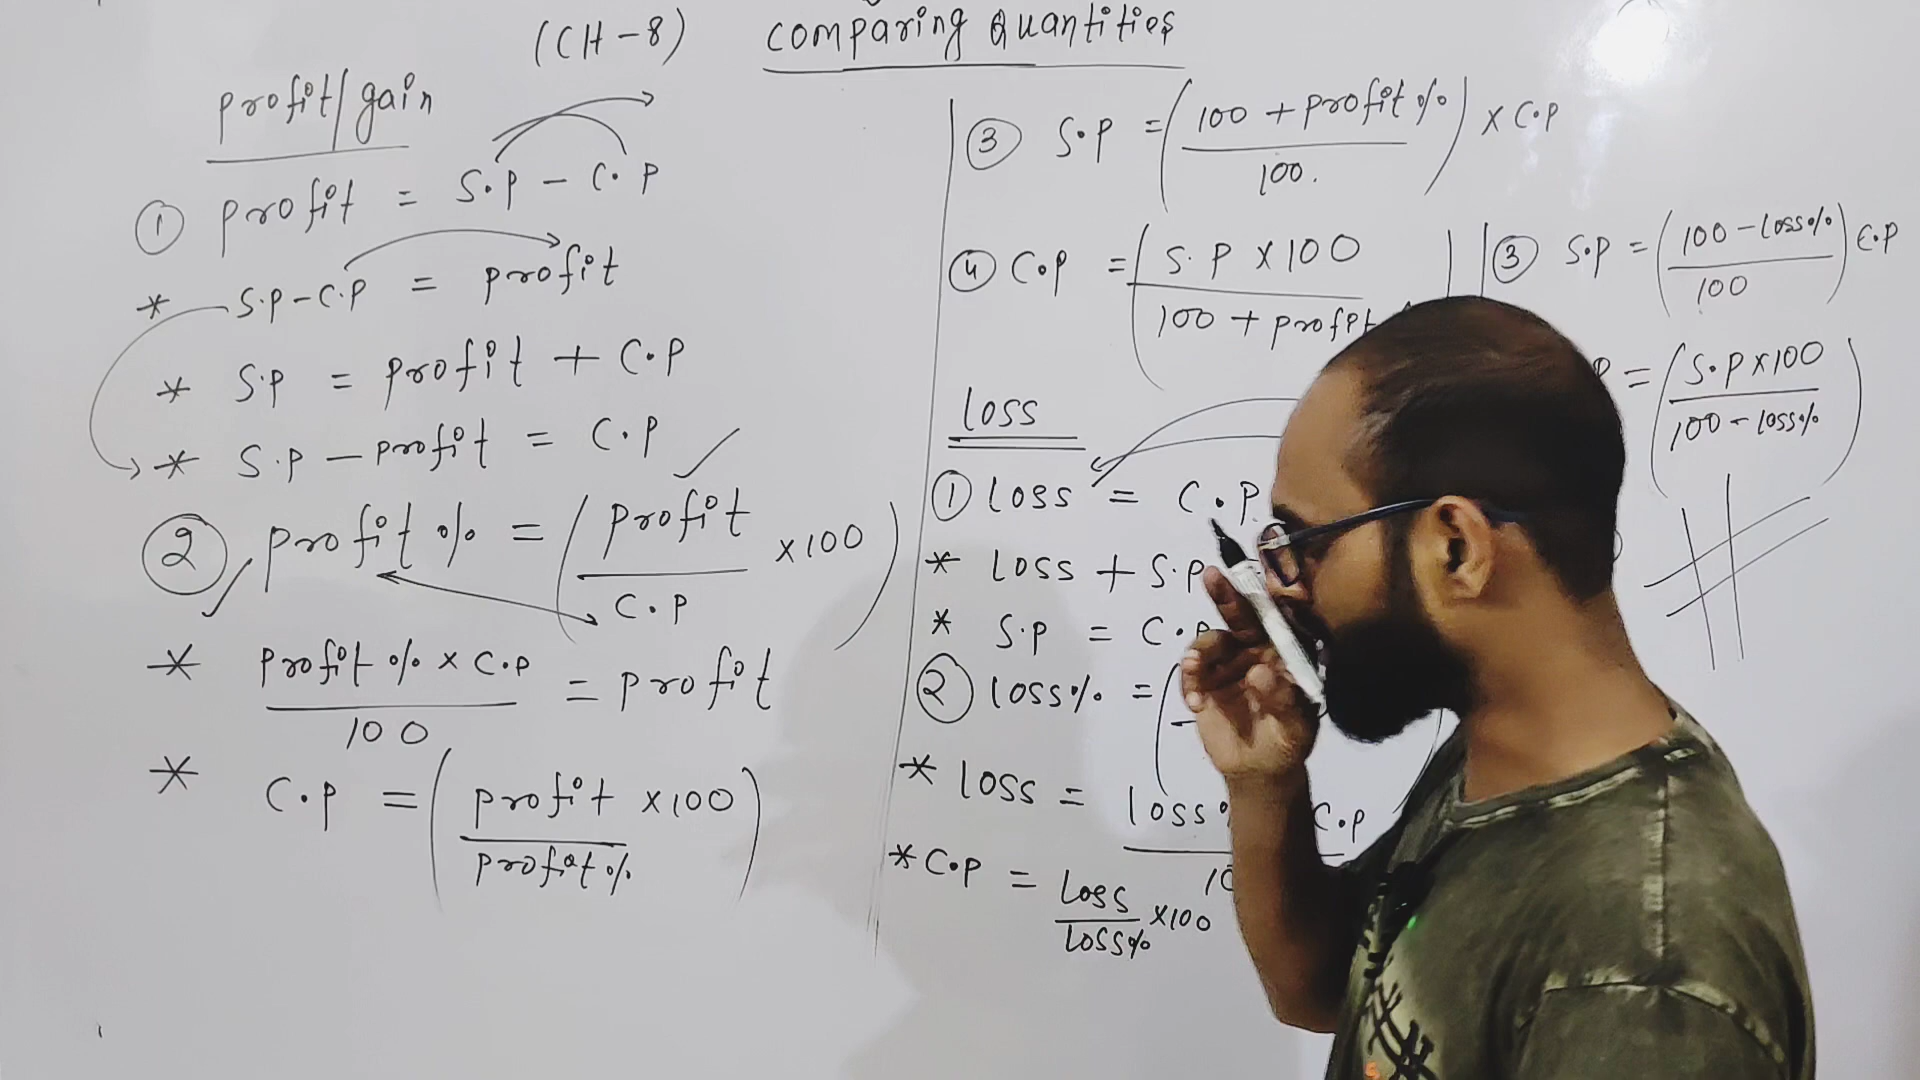 (CH-8) Comparing Quantities
profit/gain
① profit = S.P - C.P
* S.P - C.P = profit
* S.P = profit + C.P
* S.P - profit = C.P
② profit % = (profit / C.P × 100)
* profit % × C.P / 100 = profit
* C.P = (profit × 100 / profit %)
③ S.P = (100 + profit % / 100.) × C.P
④ C.P = (S.P × 100 / 100 + profit
Loss
① Loss = C.P
* Loss + S.P
* S.P = C.P
② Loss% = (
* Loss = Loss C.P
* C.P = Loss / Loss% × 100
③ S.P = (100 - Loss% / 100) C.P
P = (S.P × 100 / 100 - Loss%)